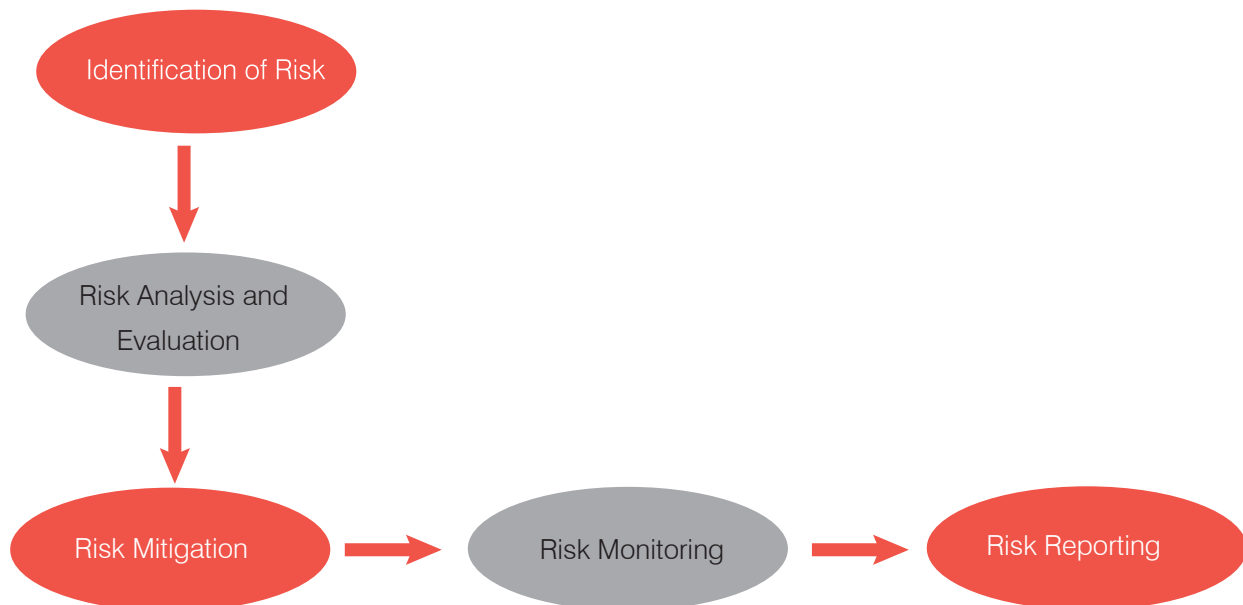 Identification of Risk
Risk Analysis and
Evaluation
Risk Mitigation
Risk Monitoring
Risk Reporting